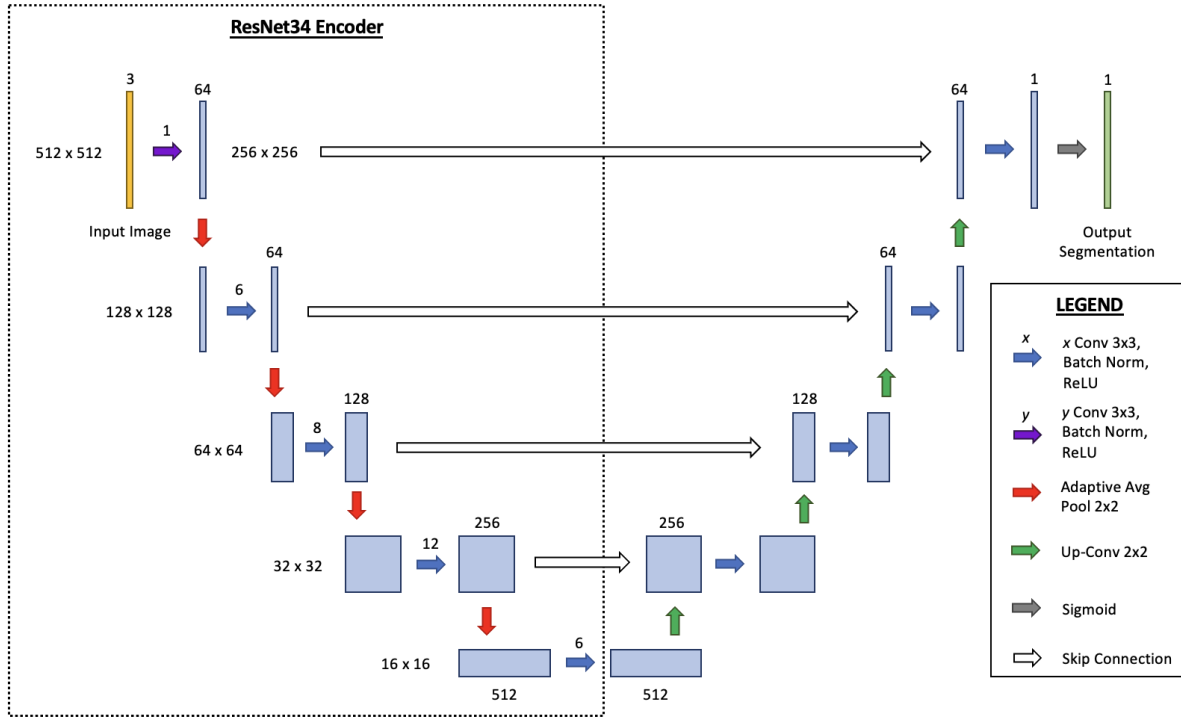 ResNet34 Encoder
3
64
1
512 x 512
256 x 256
Input Image
64
1
1
Output
Segmentation
64
6
128 x 128
64
128
8
64 x 64
128
256
12
32 x 32
256
6
16 x 16
512
512
LEGEND
x
x Conv 3x3,
Batch Norm,
ReLU
y
y Conv 3x3,
Batch Norm,
ReLU
Adaptive Avg
Pool 2x2
Up-Conv 2x2
Sigmoid
Skip Connection